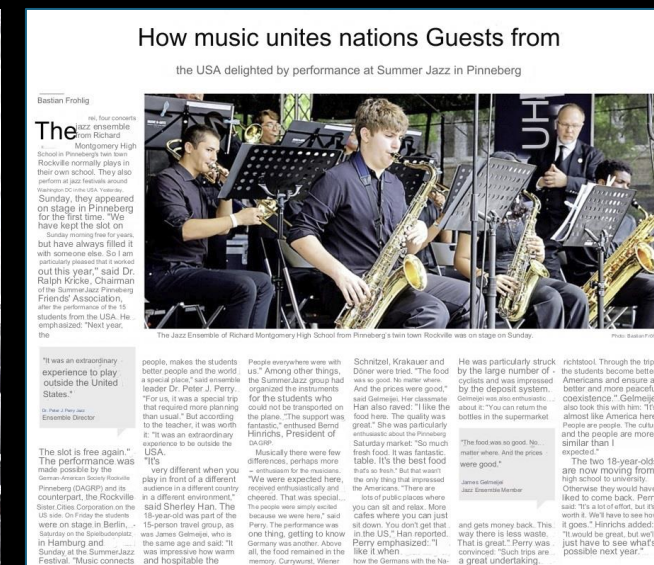 How music unites nations Guests from
the USA delighted by performance at Summer Jazz in Pinneberg
Bastian Frohlig
The
rei, four concerts
jazz ensemble
from Richard
Montgomery High
School in Pinneberg's twin town
Rockville normally plays in
their own school. They also
perform at jazz festivals around
Washington DC in the USA. Yesterday.
Sunday, they appeared
on stage in Pinneberg
for the first time. "We
have kept the slot on
Sunday morning free for years.
but have always filled it
with someone else. So I am
particularly pleased that it worked
out this year," said Dr.
Ralph Kricke, Chairman
of the SummerJazz Pinneberg
Friends' Association,
after the performance of the 15
students from the USA. He
emphasized: "Next year,
the
UH
The Jazz Ensemble of Richard Montgomery High School from Pinneberg's twin town Rockville was on stage on Sunday.
Photo: Bastian Fröh
"It was an extraordinary
experience to play
outside the United
States."
Dr. Peter J. Perry Jazz
Ensemble Director
The slot is free again."
The performance was
made possible by the
German-American Society Rockville
Pinneberg (DAGRP) and its
counterpart, the Rockville
Sister Cities Corporation on the
US side. On Friday the students
were on stage in Berlin,
Saturday on the Spielbudenplatz
in Hamburg and
Sunday at the SummerJazz
Festival. "Music connects
people, makes the students
better people and the world
a special place," said ensemble
leader Dr. Peter J. Perry.
"For us, it was a special trip
that required more planning
than usual." But according
to the teacher, it was worth
it: "It was an extraordinary
experience to be outside the
USA.
"It's
very different when you
play in front of a different
audience in a different country
in a different environment,"
said Sherley Han. The
18-year-old was part of the
15-person travel group, as
was James Gelmeijei, who is
the same age and said: "It
was impressive how warm
and hospitable the
People everywhere were with
us." Among other things,
the SummerJazz group had
organized the instruments
for the students who
could not be transported on
the plane. "The support was
fantastic," enthused Bernd
Hinrichs, President of
DAGRP.
Musically there were few
differences, perhaps more
– enthusiasm for the musicians.
"We were expected here,
received enthusiastically and
cheered. That was special...
The people were simply excited
because we were here," said
Perry. The performance was
one thing, getting to know
Germany was another. Above
all, the food remained in the
memory. Currywurst, Wiener
Schnitzel, Krakauer and
Döner were tried. "The food
was so good. No matter where.
And the prices were good,"
said Gelmeijei. Her classmate
Han also raved: "I like the
food here. The quality was
great." She was particularly
enthusiastic about the Pinneberg
Saturday market: "So much
fresh food. It was fantastic.
table. It's the best food
that's so fresh." But that wasn't
the only thing that impressed
the Americans. "There are
lots of public places where
you can sit and relax. More
cafes where you can just
sit down. You don't get that
in the US," Han reported.
Perry emphasized: "I
like it when
how the Germans with the Na-
He was particularly struck
by the large number of
cyclists and was impressed
by the deposit system.
Gelmeijei was also enthusiastic
about it: "You can return the
bottles in the supermarket
"The food was so good. No
matter where. And the prices
were good."
James Gelmeijei
Jazz Ensemble Member
and gets money back. This
way there is less waste.
That is great." Perry was
convinced: "Such trips are
a great undertaking.
richtstool. Through the trip
the students become bette
Americans and ensure a
better and more peacefu
coexistence." Gelmeijei
also took this with him: "It's
almost like America here
People are people. The cultu
and the people are more
similar than I
expected."
The two 18-year-olds
are now moving from
high school to university.
Otherwise they would have
liked to come back. Perr
said: "It's a lot of effort, but it's
worth it. We'll have to see how
it goes." Hinrichs added:
"It would be great, but we'll
just have to see what's
possible next year."